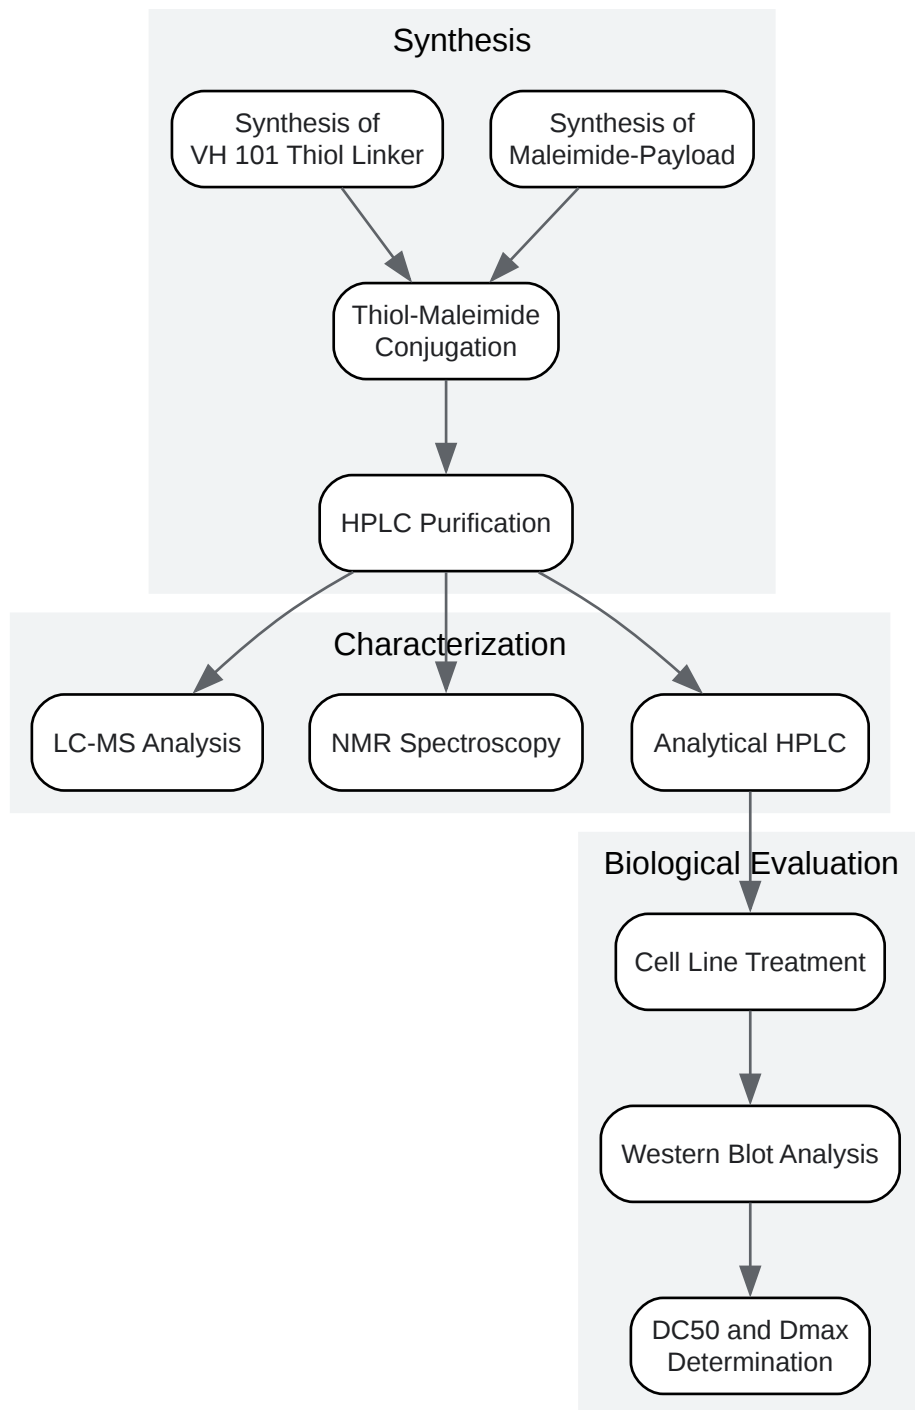 Synthesis
Synthesis of
VH 101 Thiol Linker
Synthesis of
Maleimide-Payload
Thiol-Maleimide
Conjugation
HPLC Purification
Characterization
LC-MS Analysis
NMR Spectroscopy
Analytical HPLC
Biological Evaluation
Cell Line Treatment
Western Blot Analysis
DC50 and Dmax
Determination